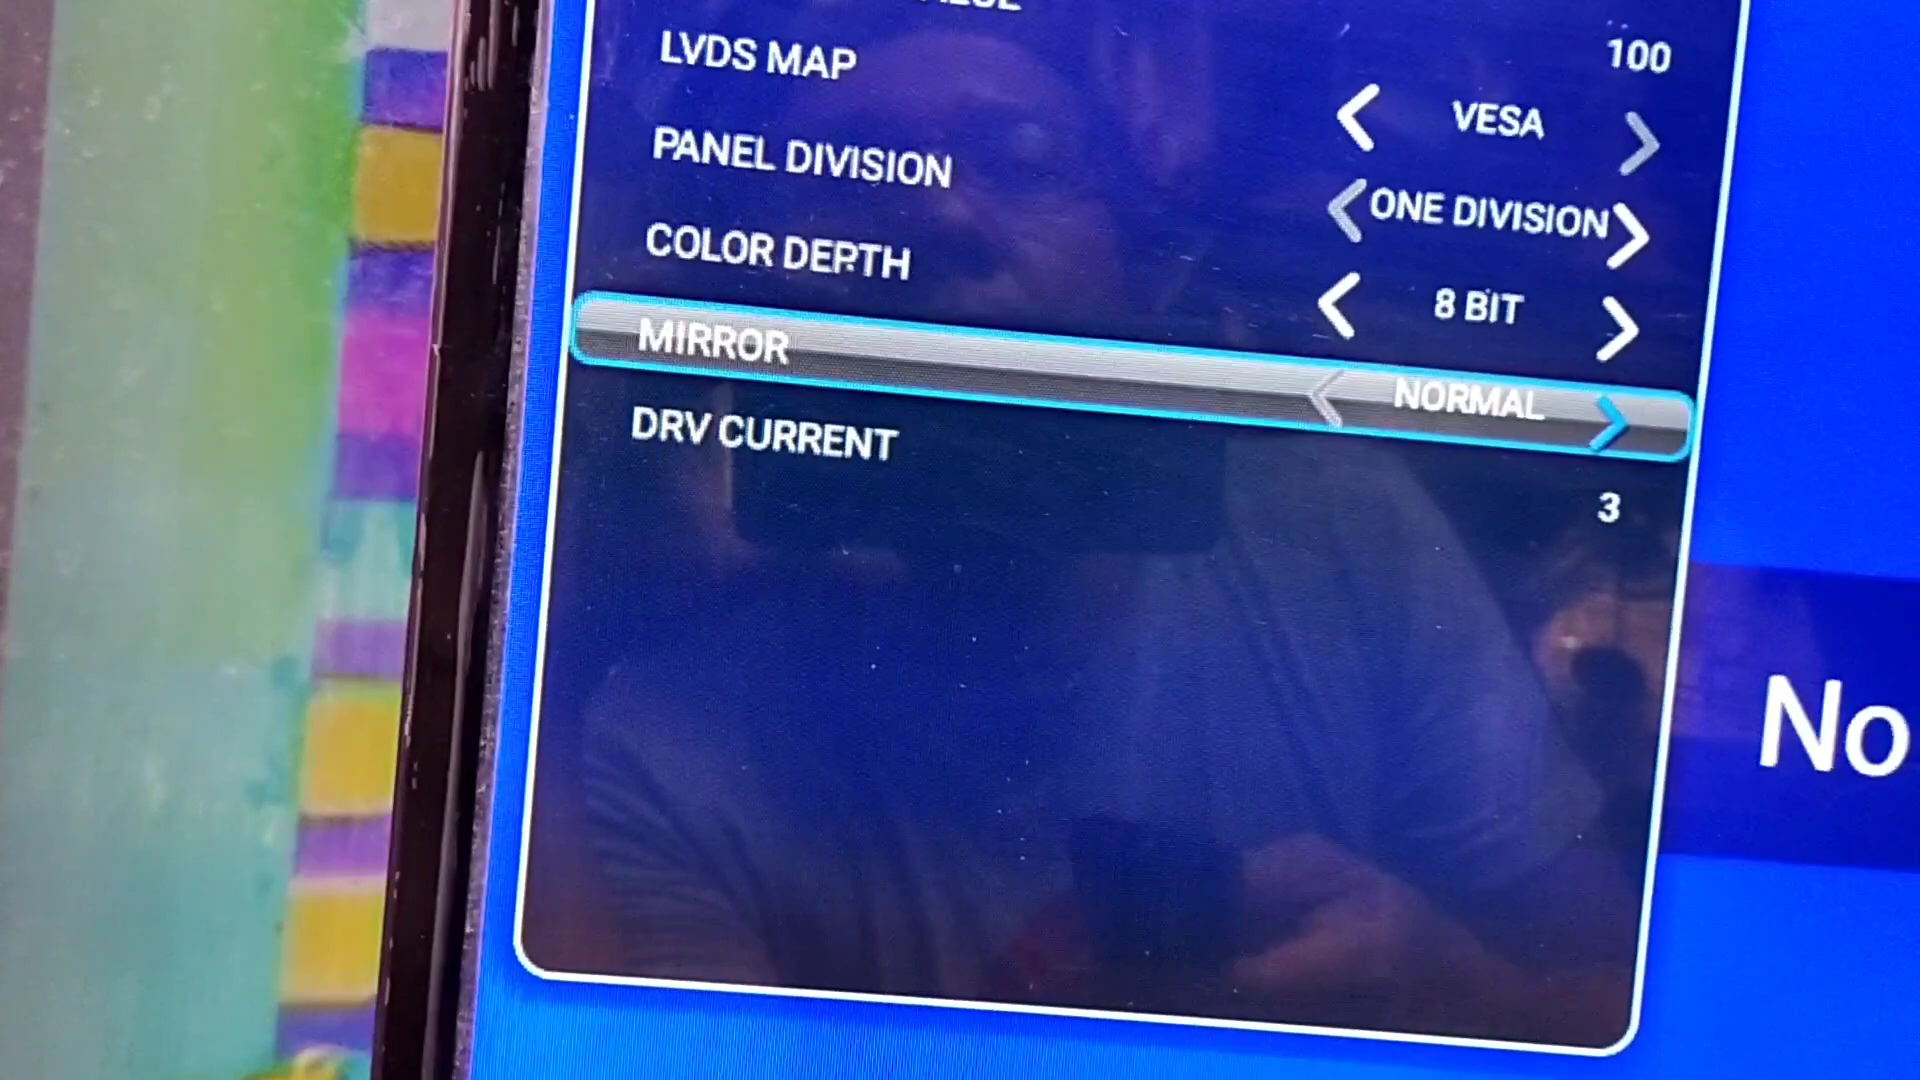 LVDS MAP
100
VESA
PANEL DIVISION
ONE DIVISION
COLOR DEPTH
8 BIT
MIRROR
NORMAL
DRV CURRENT
3
No